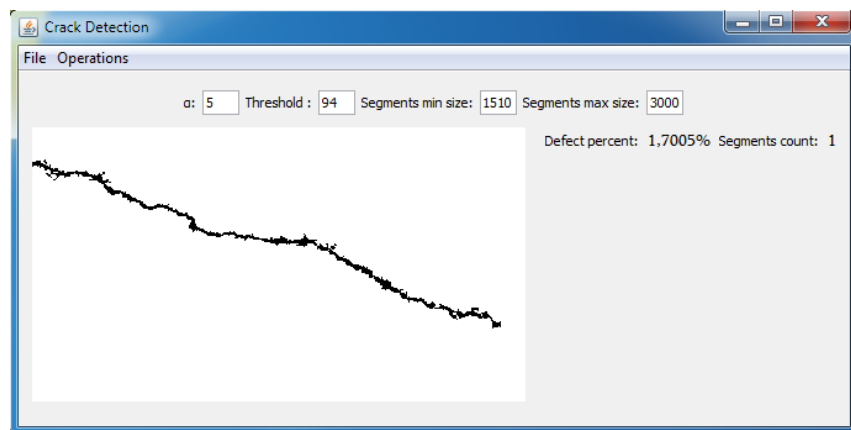 Crack Detection
File Operations
α: 5 Threshold : 94 Segments min size: 1510 Segments max size: 3000
Defect percent: 1,7005% Segments count: 1